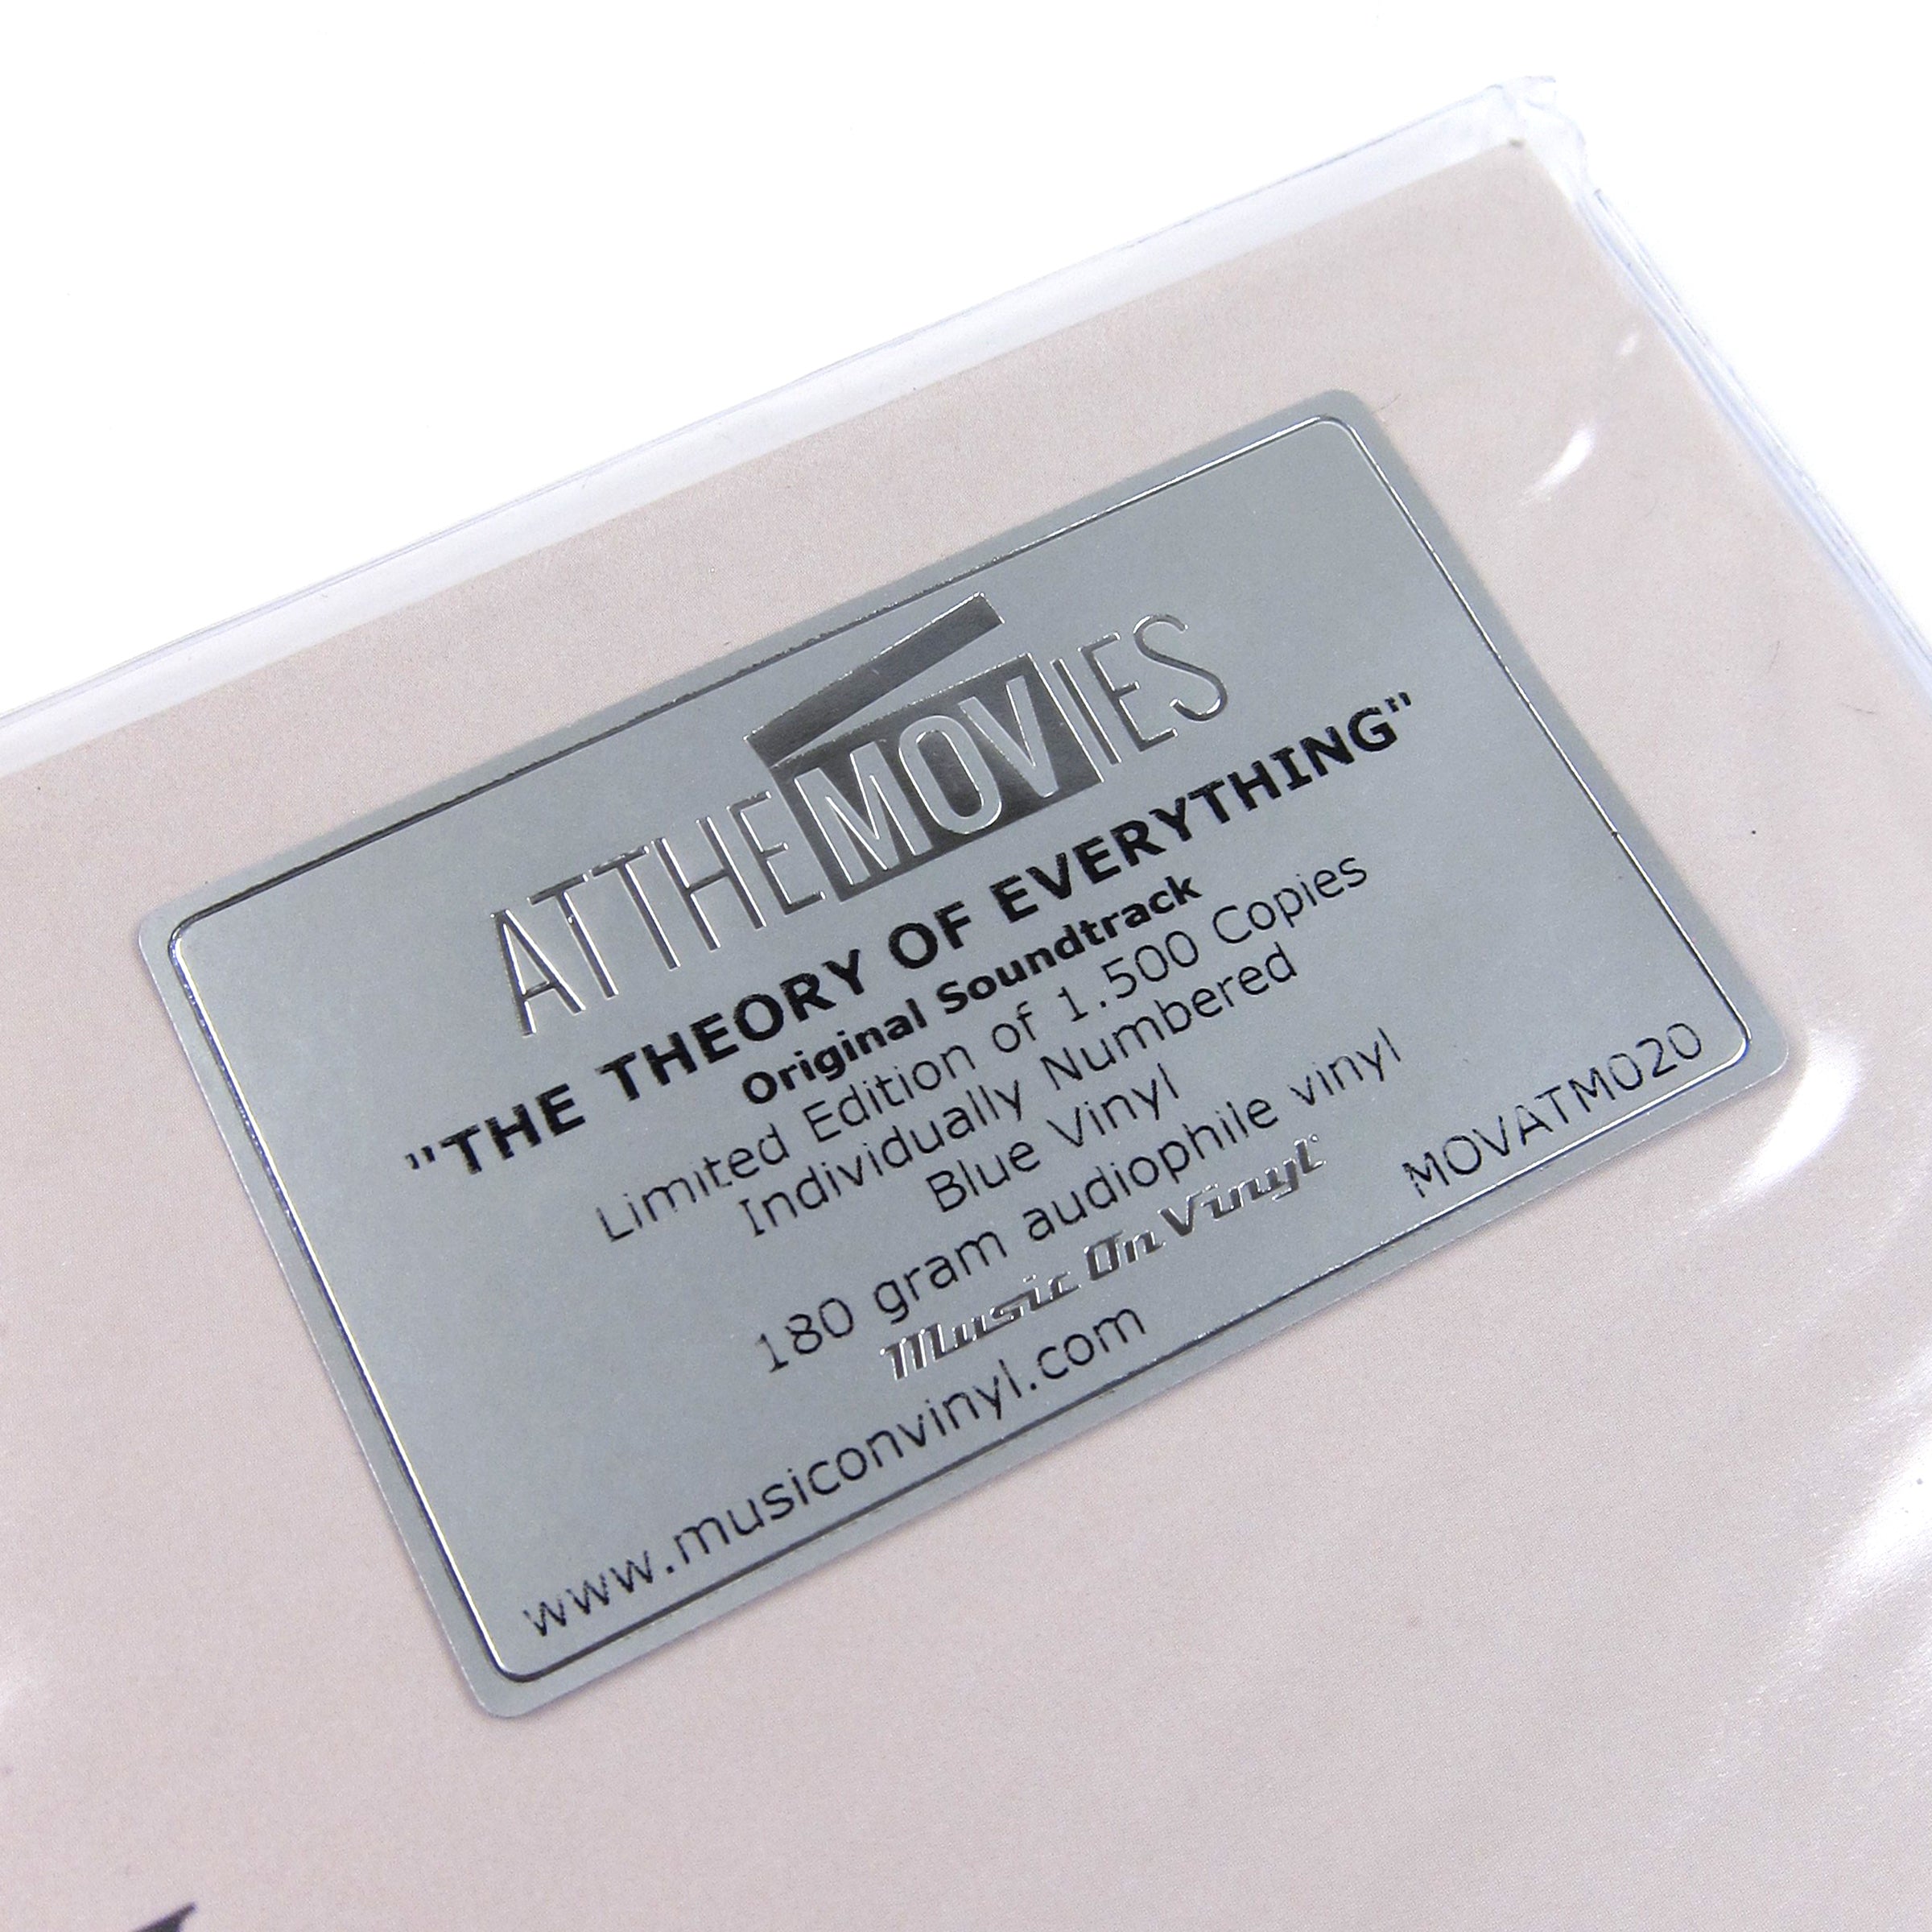 ATTHEMOVIES
"THE THEORY OF EVERYTHING"
Original Soundtrack
Limited Edition of 1.500 Copies
Individually Numbered
Blue Vinyl
180 gram audiophile vinyl
Music On Vinyl
www.musiconvinyl.com
MOVATM020